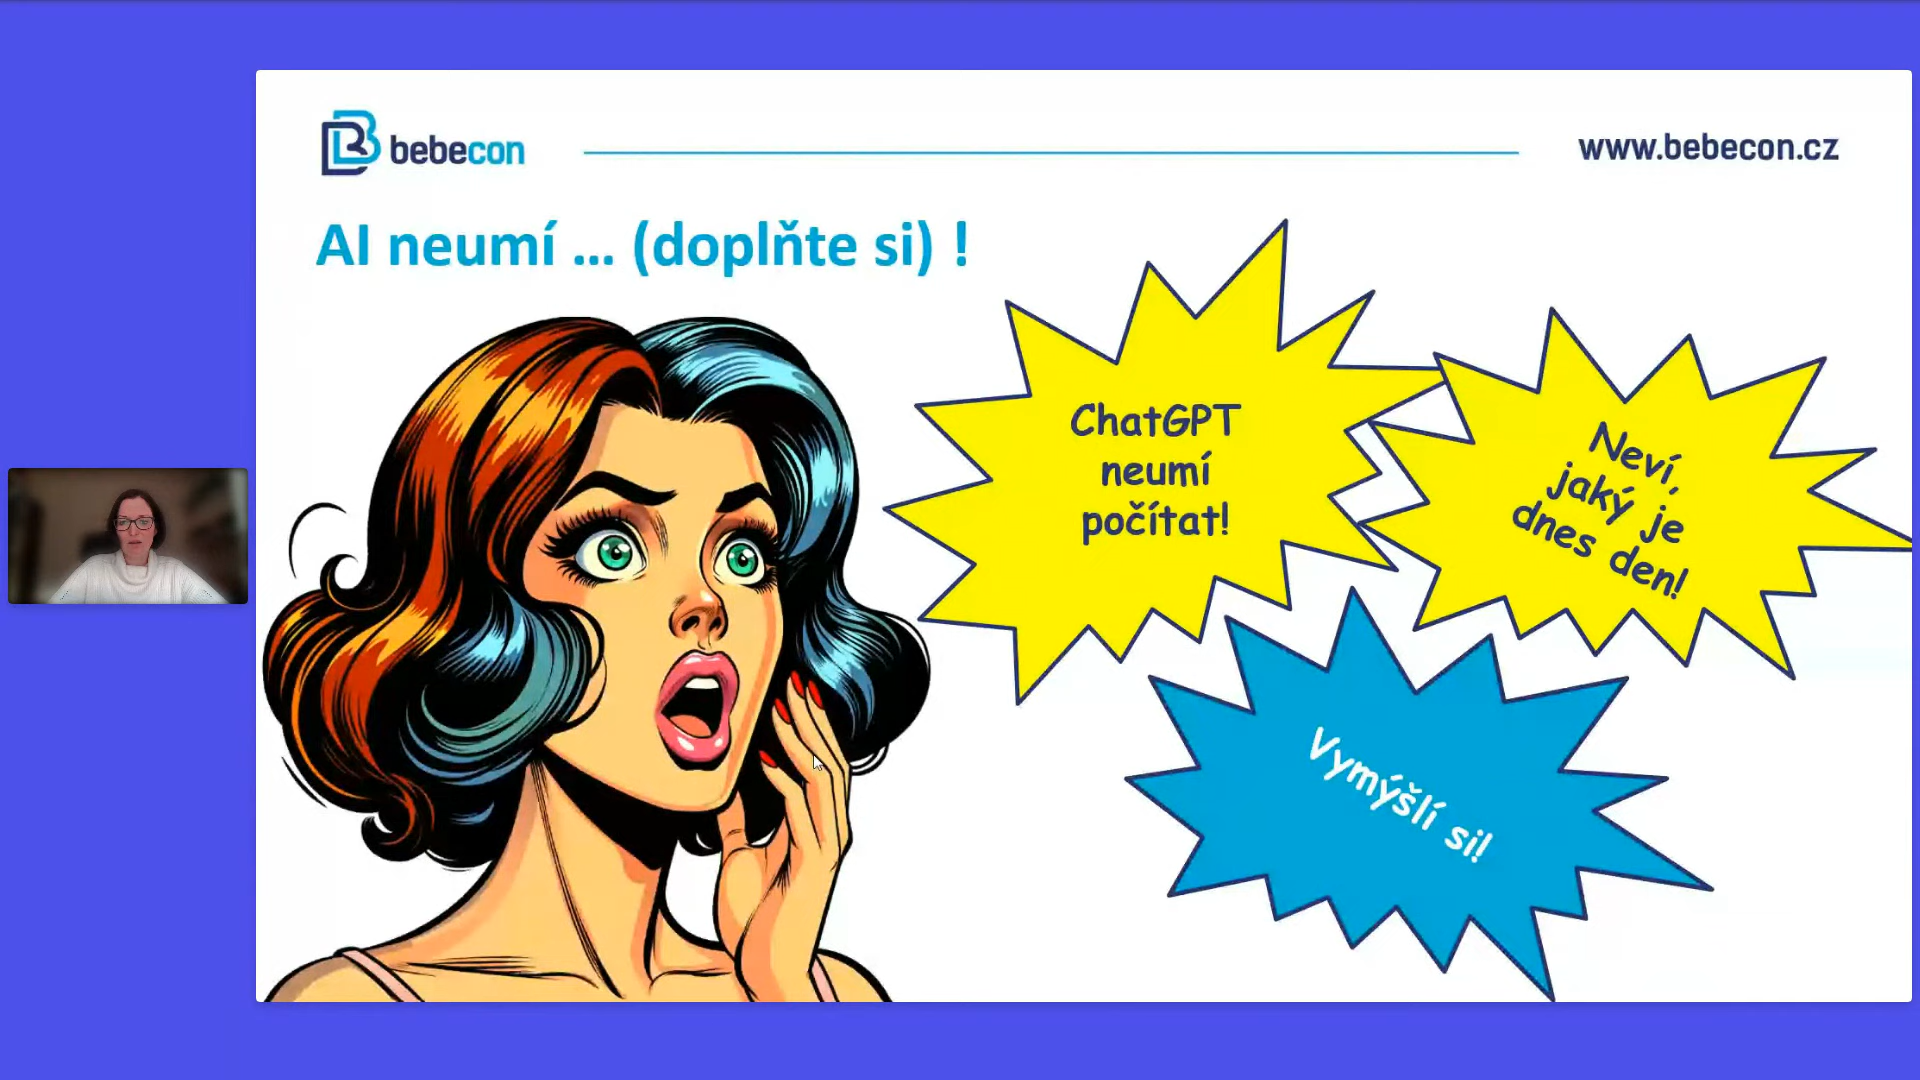 bebecon
www.bebecon.cz
AI neumí ... (doplňte si) !
ChatGPT
neumí
počítat!
Neví,
jaký je
dnes den!
Vymýšlí si!